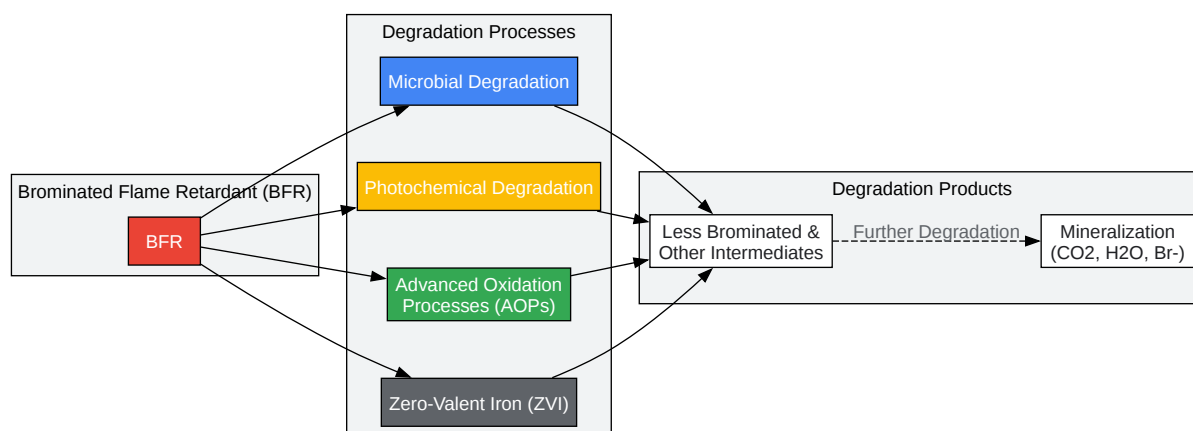 Degradation Processes
Microbial Degradation
Photochemical Degradation
Advanced Oxidation
Processes (AOPs)
Zero-Valent Iron (ZVI)
Brominated Flame Retardant (BFR)
BFR
Degradation Products
Less Brominated &
Other Intermediates
Further Degradation
Mineralization
(CO2, H2O, Br-)